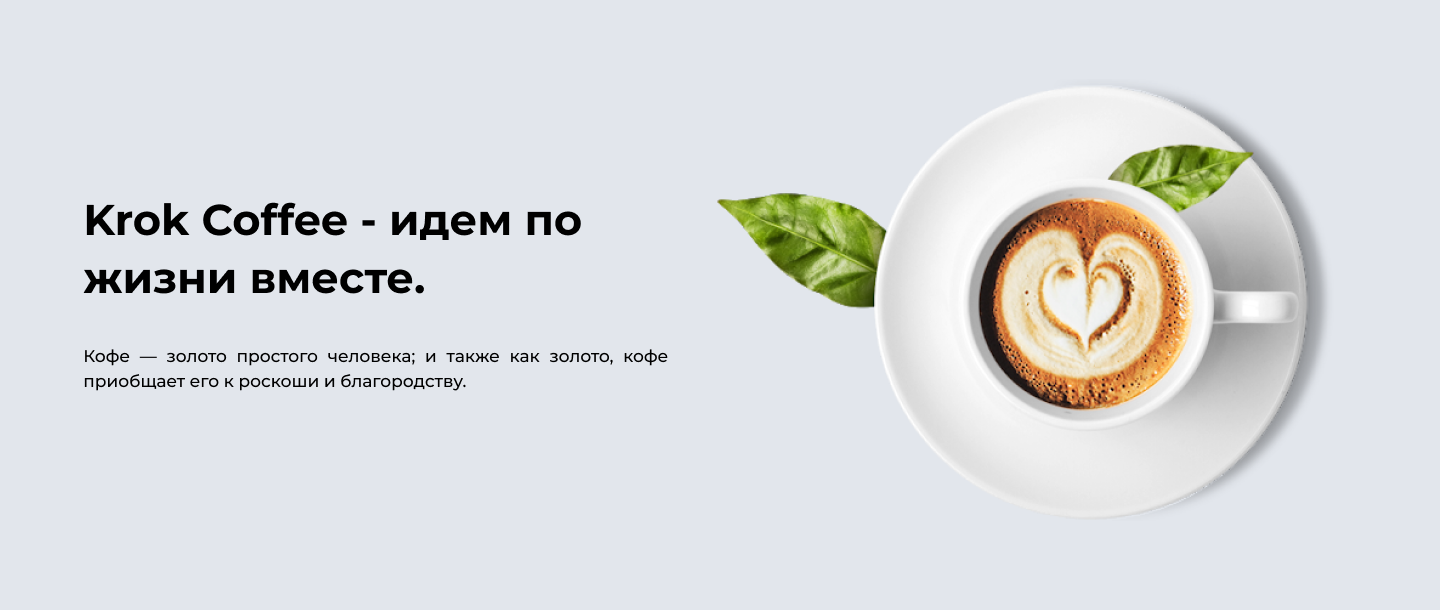 Krok Coffee - идем по
жизни вместе.
Кофе — золото простого человека; и также как золото, кофе
приобщает его к роскоши и благородству.